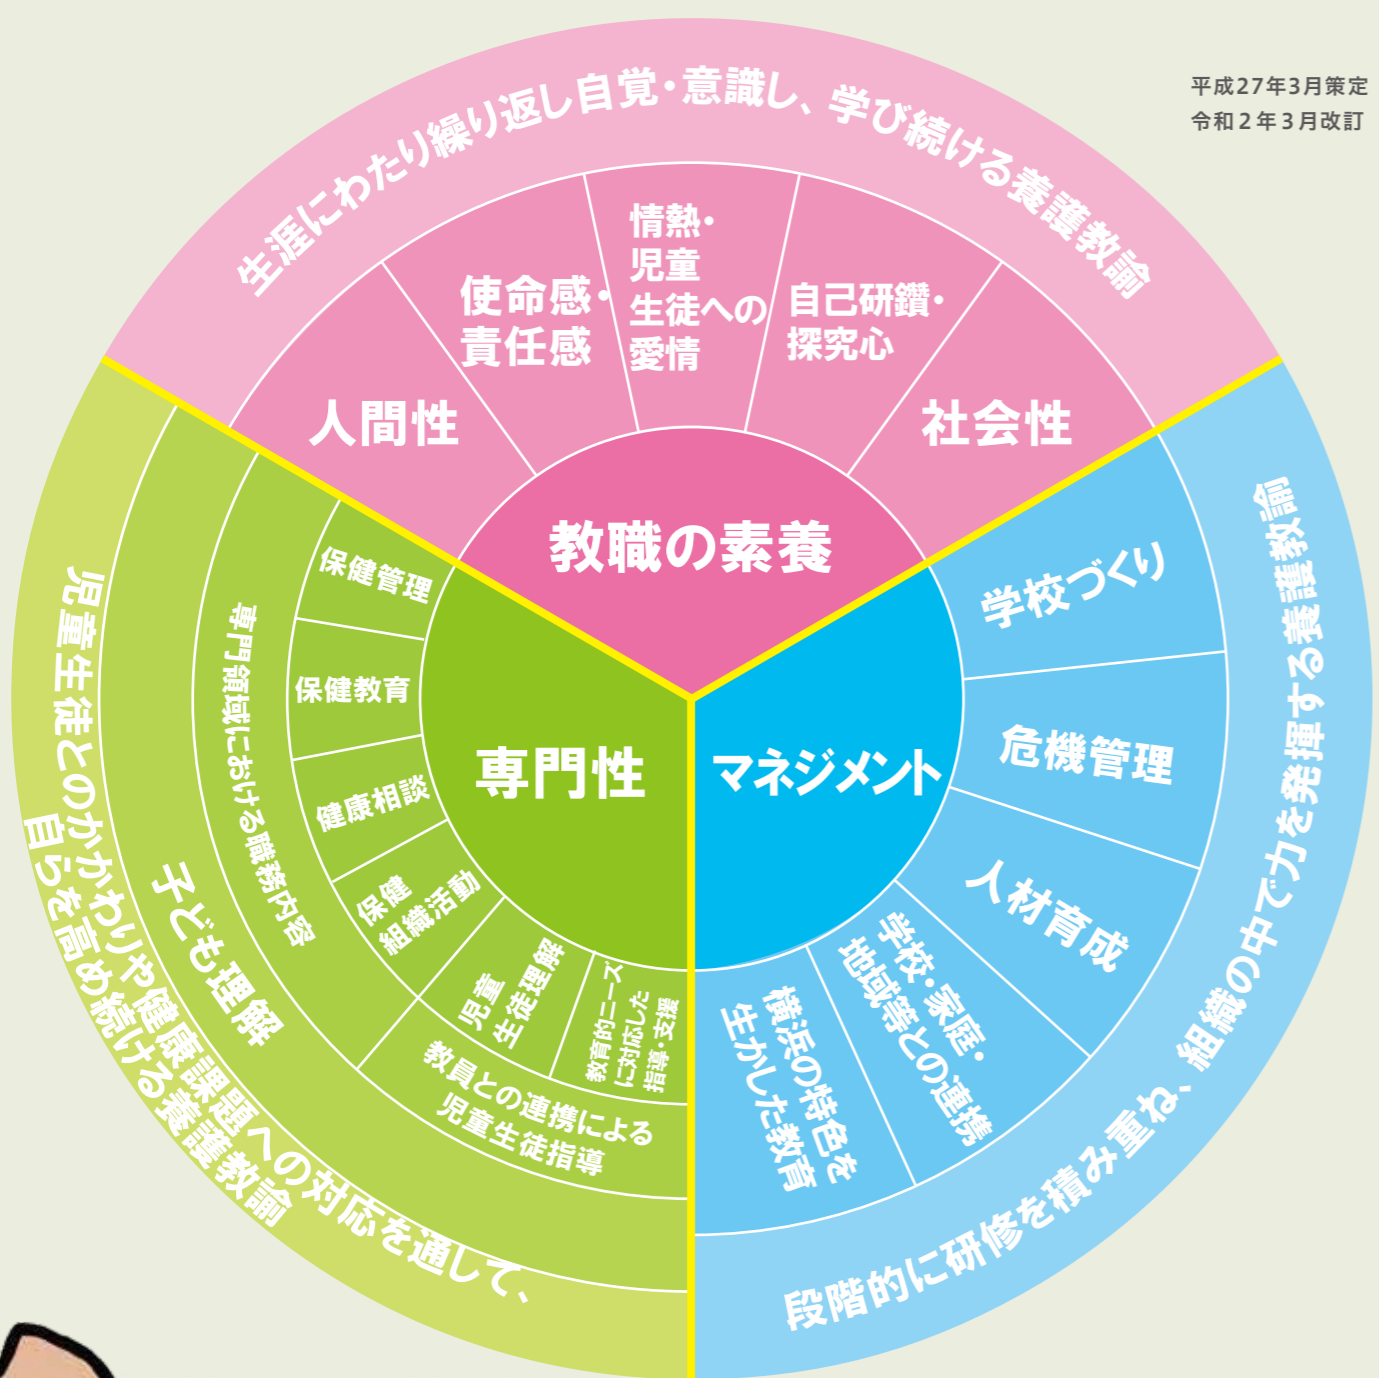 平成27年3月策定
令和2年3月改訂
生涯にわたり繰り返し自覚・意識し、学び続ける養護教諭
人間性
使命感・
責任感
情熱・
児童
生徒への
愛情
自己研鑽・
探究心
社会性
教職の素養
専門性
保健管理
保健教育
健康相談
保健
組織活動
専門領域における職務内容
児童
生徒理解
教育的ニーズ
に対応した
指導・支援
教員との連携による
児童生徒指導
子ども理解
児童生徒とのかかわりや健康課題への対応を通して、
自らを高め続ける養護教諭
マネジメント
学校づくり
危機管理
人材育成
学校・家庭・
地域等との連携
横浜の特色を
生かした教育
段階的に研修を積み重ね、組織の中で力を発揮する養護教諭